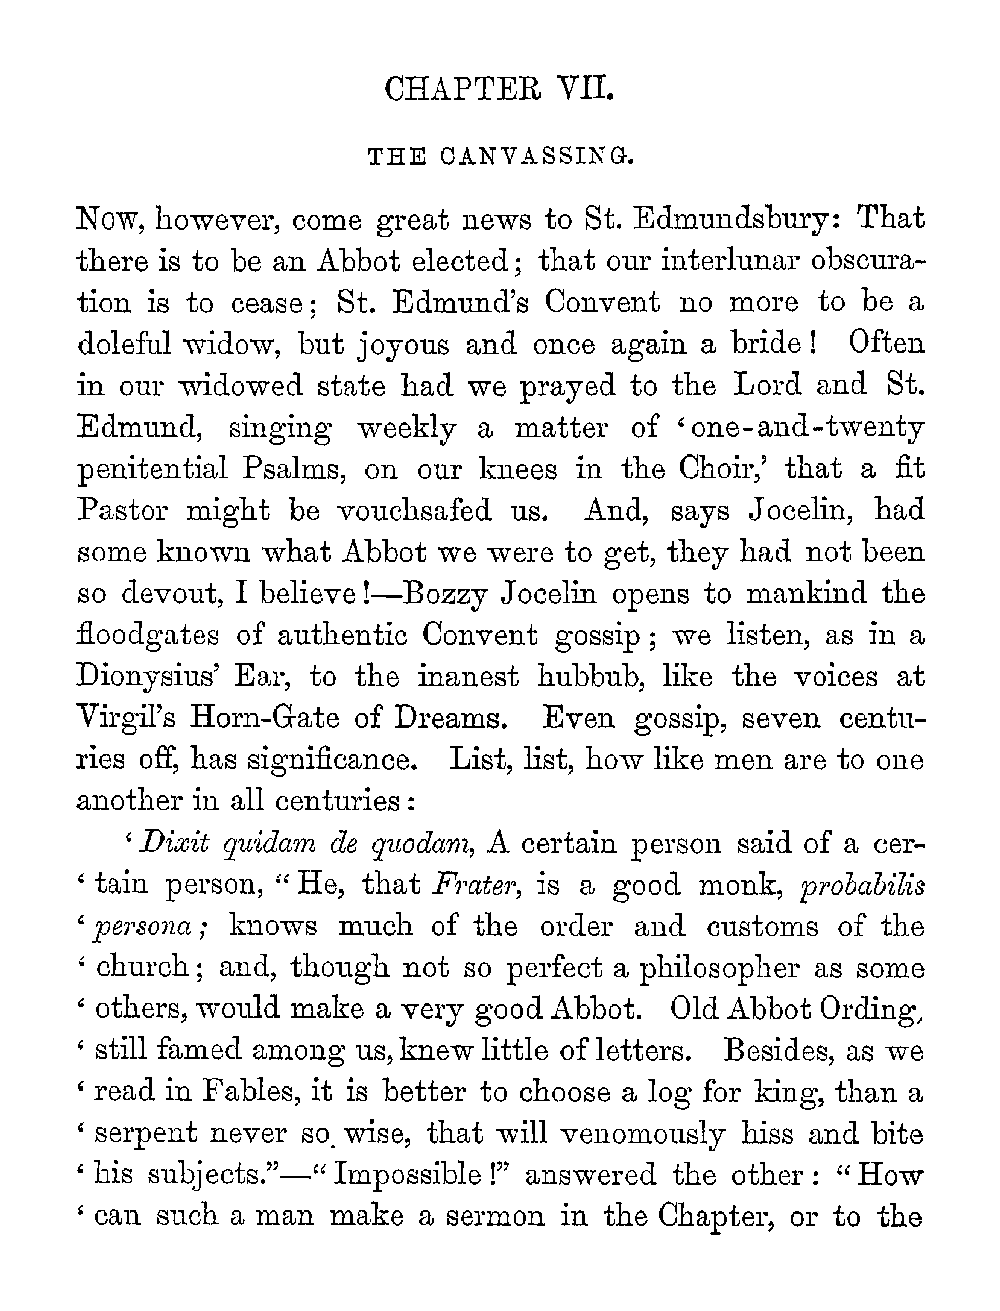 CHAPTER VII.
THE CANVASSING.
Now, however, come great news to St. Edmundsbury: That
there is to be an Abbot elected; that our interlunar obscura-
tion is to cease; St. Edmund's Convent no more to be a
doleful widow, but joyous and once again a bride! Often
in our widowed state had we prayed to the Lord and St.
Edmund, singing weekly a matter of ‘one-and-twenty
penitential Psalms, on our knees in the Choir,’ that a fit
Pastor might be vouchsafed us. And, says Jocelin, had
some known what Abbot we were to get, they had not been
so devout, I believe!—Bozzy Jocelin opens to mankind the
floodgates of authentic Convent gossip; we listen, as in a
Dionysius’ Ear, to the inanest hubbub, like the voices at
Virgil's Horn-Gate of Dreams. Even gossip, seven centu-
ries off, has significance. List, list, how like men are to one
another in all centuries:
‘Dixit quidam de quodam, A certain person said of a cer-
‘tain person, “He, that Frater, is a good monk, probabilis
‘persona; knows much of the order and customs of the
‘church; and, though not so perfect a philosopher as some
‘others, would make a very good Abbot. Old Abbot Ording,
‘still famed among us, knew little of letters. Besides, as we
‘read in Fables, it is better to choose a log for king, than a
‘serpent never so wise, that will venomously hiss and bite
‘his subjects.”—“Impossible!” answered the other: “How
‘can such a man make a sermon in the Chapter, or to the